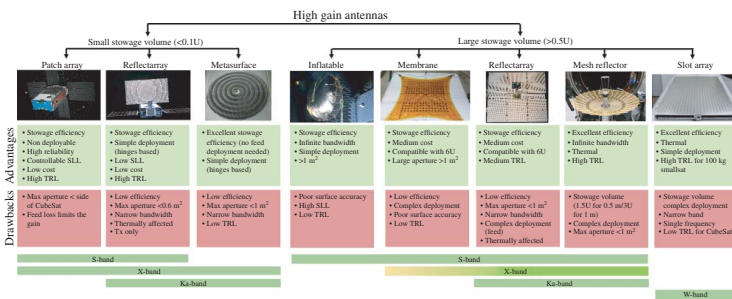 High gain antennas
Small stowage volume (<0.1U)
Large stowage volume (>0.5U)
Patch array
Reflectarray
Metasurface
Inflatable
Membrane
Reflectarray
Mesh reflector
Slot array
Advantages
• Stowage efficiency
• Non deployable
• High reliability
• Controllable SLL
• Low cost
• High TRL
• Stowage efficiency
• Simple deployment
(hinges based)
• Low SLL
• Low cost
• High TRL
• Excellent stowage
efficiency (no feed
deployment needed)
• Simple deployment
(hinges based)
• Stowage efficiency
• Infinite bandwidth
• Simple deployment
• >1 m²
• Stowage efficiency
• Medium cost
• Compatible with 6U
• Large aperture >1 m²
• Stowage efficiency
• Medium cost
• Compatible with 6U
• Medium TRL
• Excellent efficiency
• Infinite bandwidth
• Thermal
• High TRL
• Excellent efficiency
• Thermal
• Simple deployment
• High TRL for 100 kg
smallsat
Drawbacks
• Max aperture < side
of CubeSat
• Feed loss limits the
gain
• Low efficiency
• Max aperture <0.6 m²
• Narrow bandwidth
• Thermally affected
• Tx only
• Low efficiency
• Max aperture <1 m²
• Narrow bandwidth
• Low TRL
• Poor surface accuracy
• High SLL
• Low TRL
• Low efficiency
• Complex deployment
• Poor surface accuracy
• Low TRL
• Low efficiency
• Max aperture <1 m²
• Narrow bandwidth
• Complex deployment
(feed)
• Thermally affected
• Stowage volume
(1.5U for 0.5 m/3U
for 1 m)
• Complex deployment
• Max aperture <1 m²
• Stowage volume
complex deployment
• Narrow band
• Single frequency
• Low TRL for CubeSat
S-band
S-band
X-band
X-band
Ka-band
Ka-band
W-band